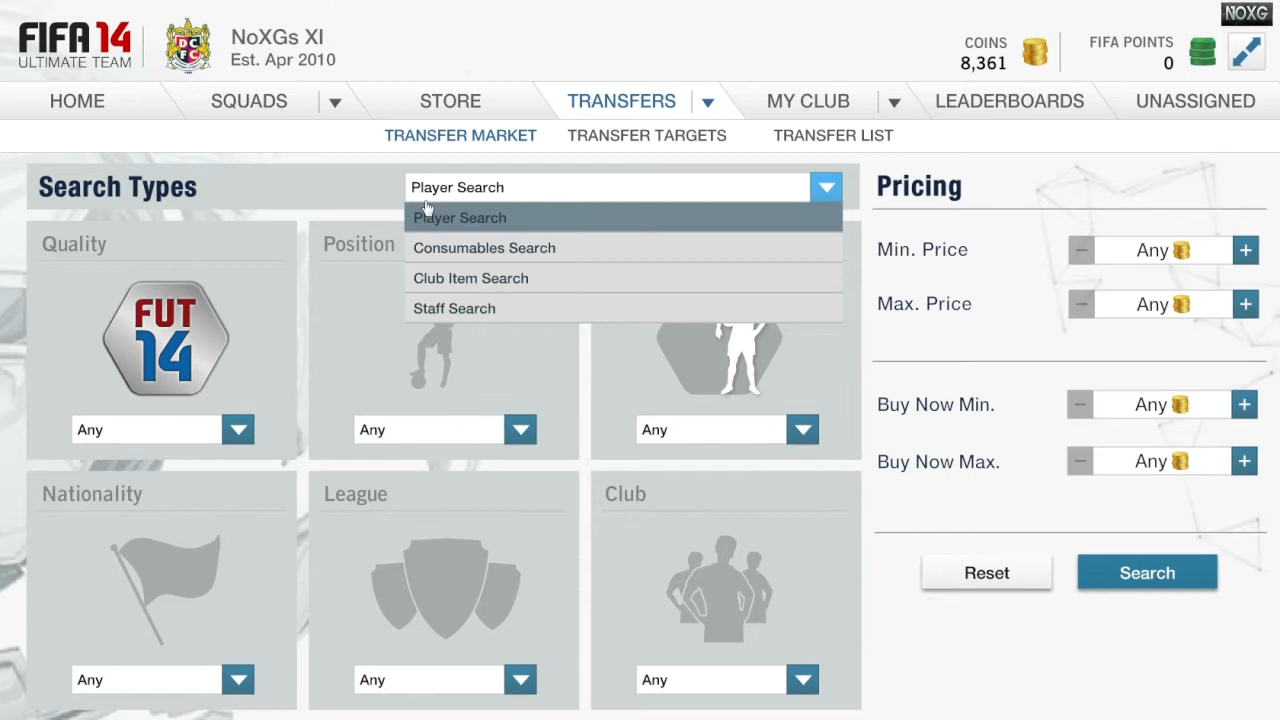 NOXG
FIFA 14
ULTIMATE TEAM
DC
FC
NoXGs XI
Est. Apr 2010
COINS
8,361
FIFA POINTS
0
HOME
SQUADS
STORE
TRANSFERS
MY CLUB
LEADERBOARDS
UNASSIGNED
TRANSFER MARKET
TRANSFER TARGETS
TRANSFER LIST
Search Types
Player Search
Player Search
Consumables Search
Club Item Search
Staff Search
Quality
FUT
14
Any
Position
Any
Any
Nationality
Any
League
Any
Club
Any
Pricing
Min. Price
Any
Max. Price
Any
Buy Now Min.
Any
Buy Now Max.
Any
Reset
Search